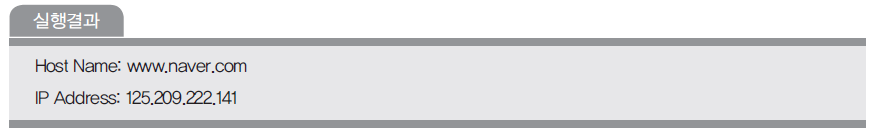 실행결과
Host Name: www.naver.com
IP Address: 125.209.222.141